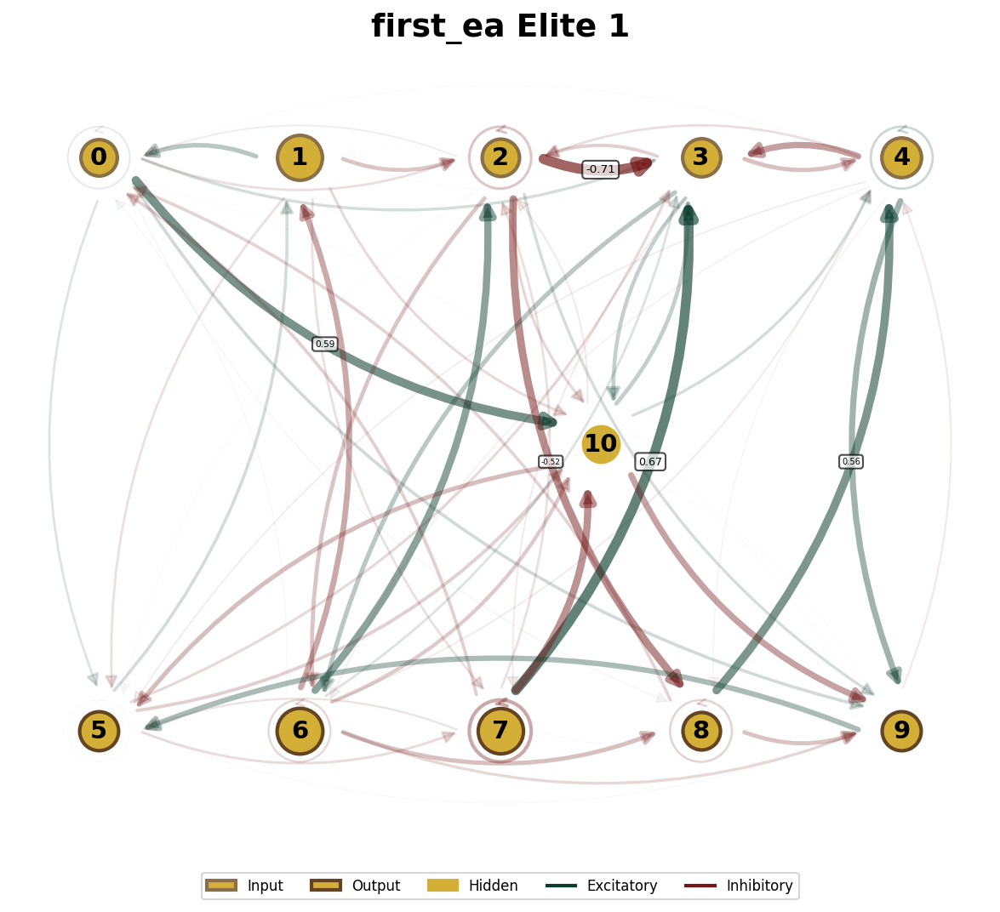 first_ea Elite 1
0 1 2 3 4
-0.71
0.59
10
-0.52 0.67 0.56
5 6 7 8 9
Input Output Hidden Excitatory Inhibitory